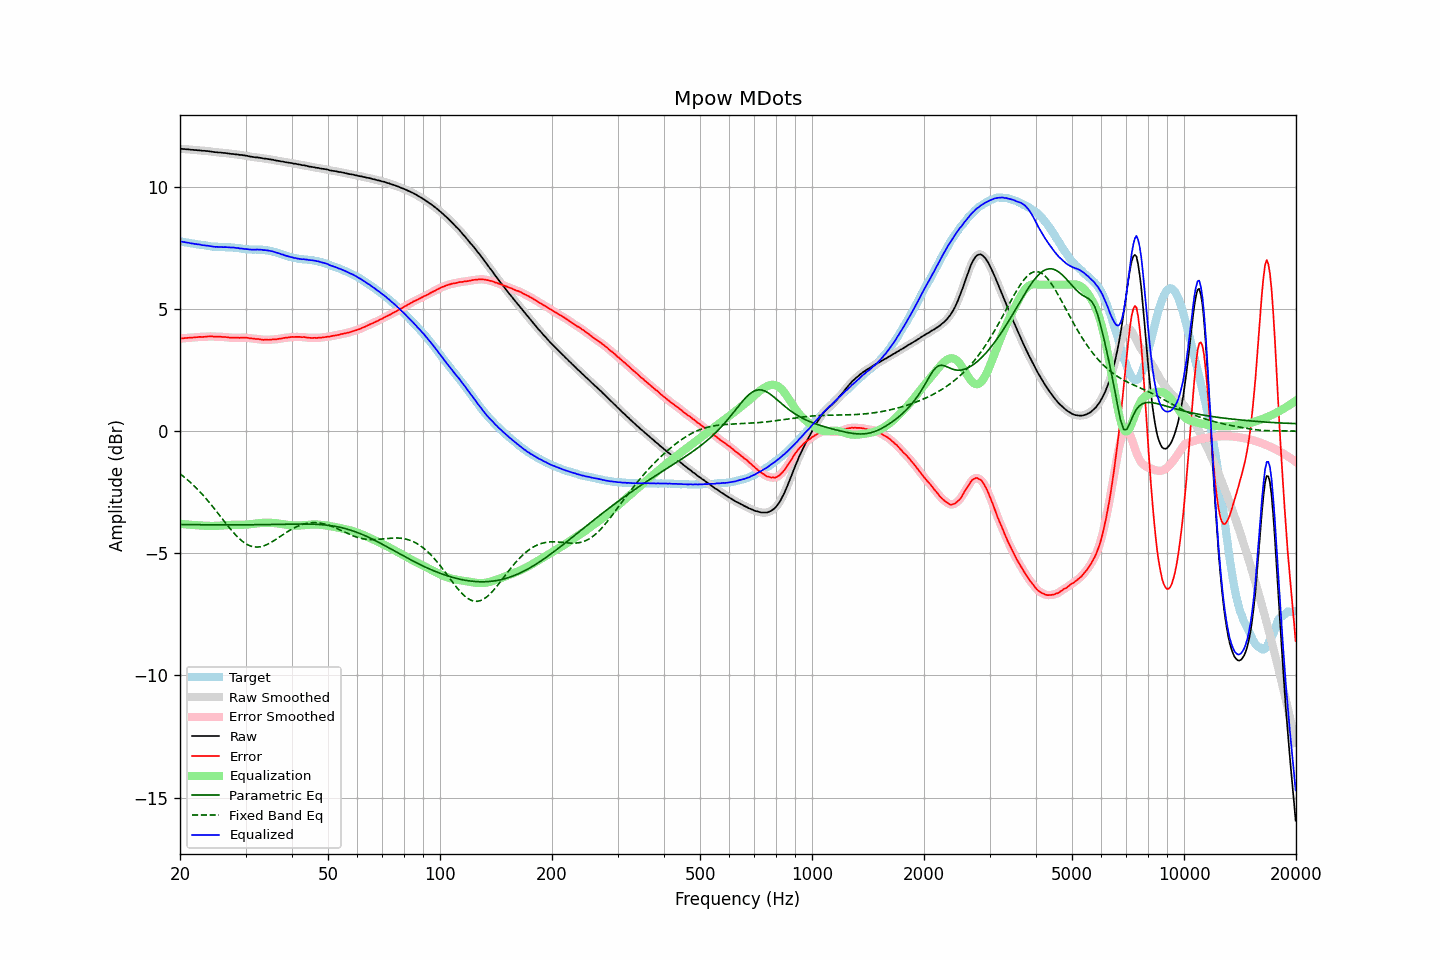 Mpow MDots
Amplitude (dBr)
10
5
0
−5
−10
−15
Target
Raw Smoothed
Error Smoothed
Raw
Error
Equalization
Parametric Eq
Fixed Band Eq
Equalized
20 50 100 200 500 1000 2000 5000 10000 20000
Frequency (Hz)